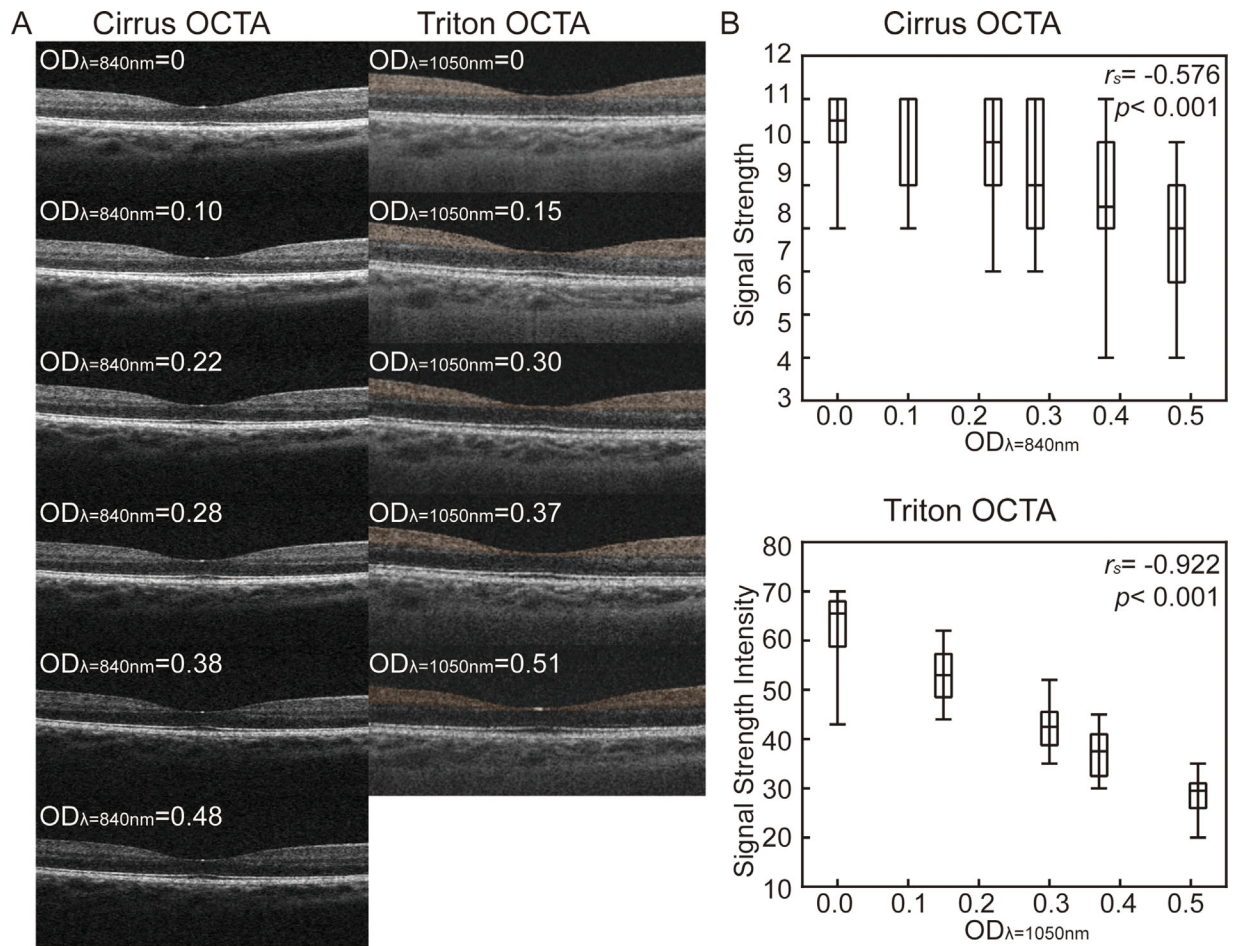 A
Cirrus OCTA
Triton OCTA
ODλ=840nm=0
ODλ=1050nm=0
ODλ=840nm=0.10
ODλ=1050nm=0.15
ODλ=840nm=0.22
ODλ=1050nm=0.30
ODλ=840nm=0.28
ODλ=1050nm=0.37
ODλ=840nm=0.38
ODλ=1050nm=0.51
ODλ=840nm=0.48
B
Cirrus OCTA
rs= -0.576
p< 0.001
Signal Strength
12
11
10
9
8
7
6
5
4
3
0.0 0.1 0.2 0.3 0.4 0.5
ODλ=840nm
Triton OCTA
rs= -0.922
p< 0.001
Signal Strength Intensity
80
70
60
50
40
30
20
10
0.0 0.1 0.2 0.3 0.4 0.5
ODλ=1050nm